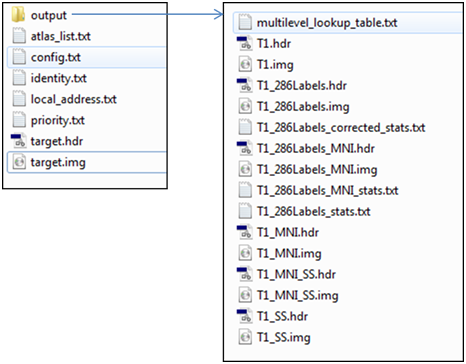 output
atlas_list.txt
config.txt
identity.txt
local_address.txt
priority.txt
target.hdr
target.img
multilevel_lookup_table.txt
T1.hdr
T1.img
T1_286Labels.hdr
T1_286Labels.img
T1_286Labels_corrected_stats.txt
T1_286Labels_MNI.hdr
T1_286Labels_MNI.img
T1_286Labels_MNI_stats.txt
T1_286Labels_stats.txt
T1_MNI.hdr
T1_MNI.img
T1_MNI_SS.hdr
T1_MNI_SS.img
T1_SS.hdr
T1_SS.img